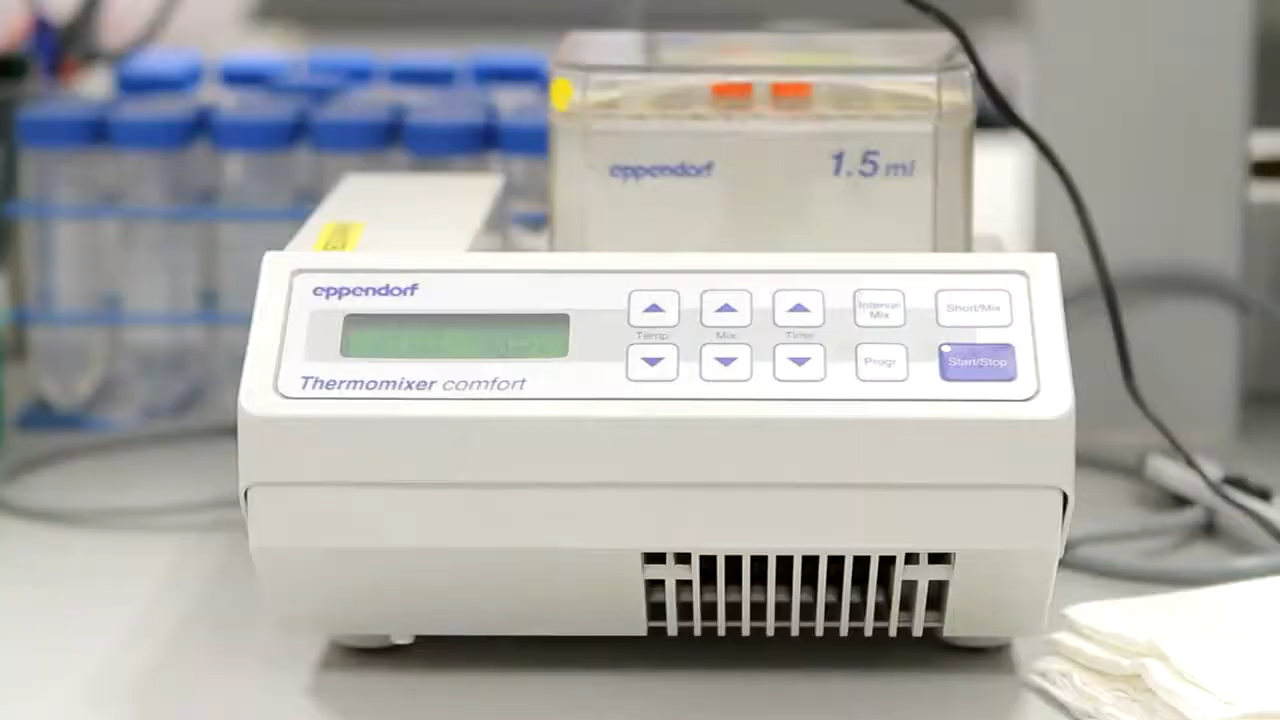 eppendorf
1.5 ml
eppendorf
Temp
Mix
Time
Interval
Mix
Short/Mix
Progr.
Start/Stop
Thermomixer comfort